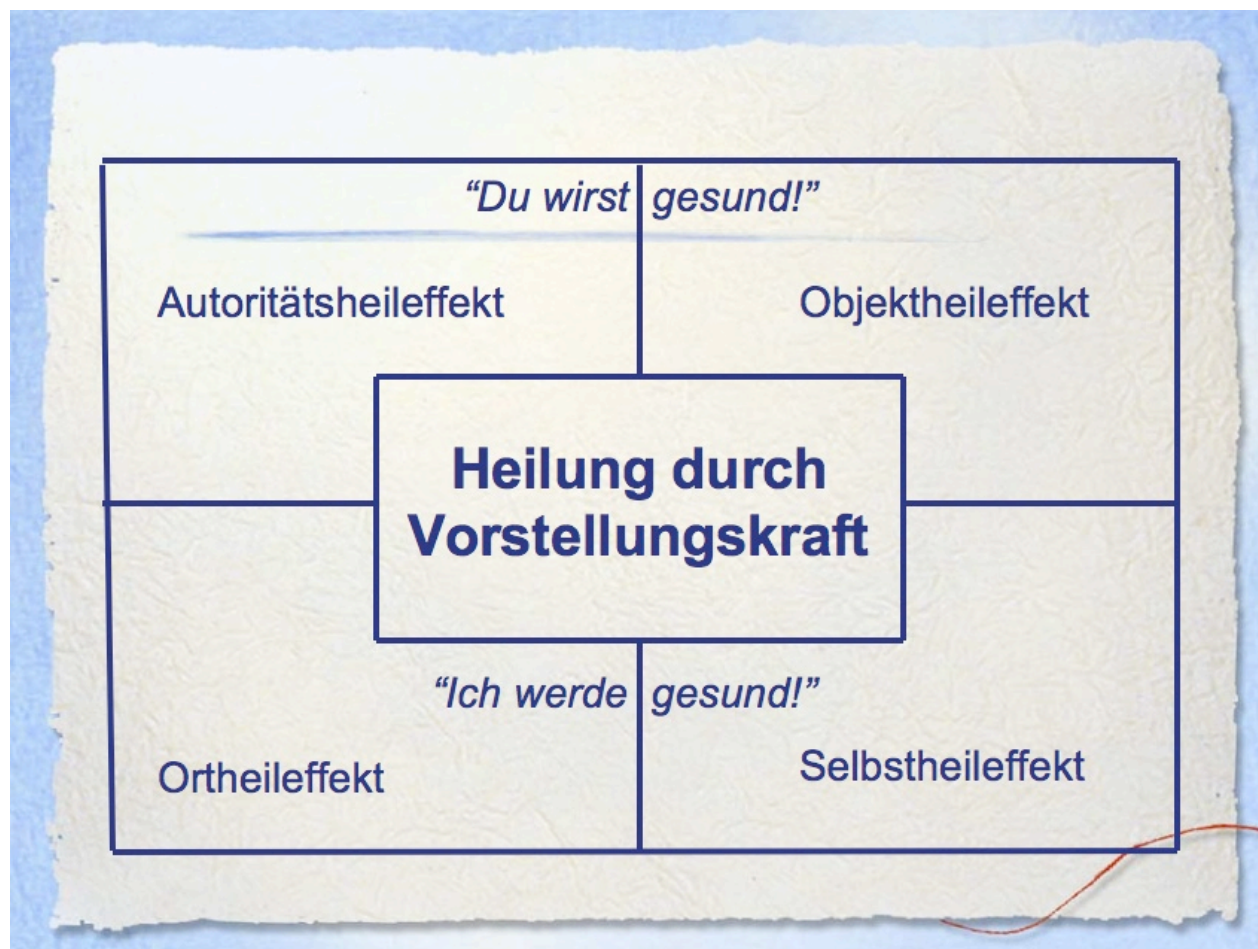 “Du wirst gesund!”
Autoritätsheileffekt
Objektheileffekt
Heilung durch
Vorstellungskraft
“Ich werde gesund!”
Ortheileffekt
Selbstheileffekt